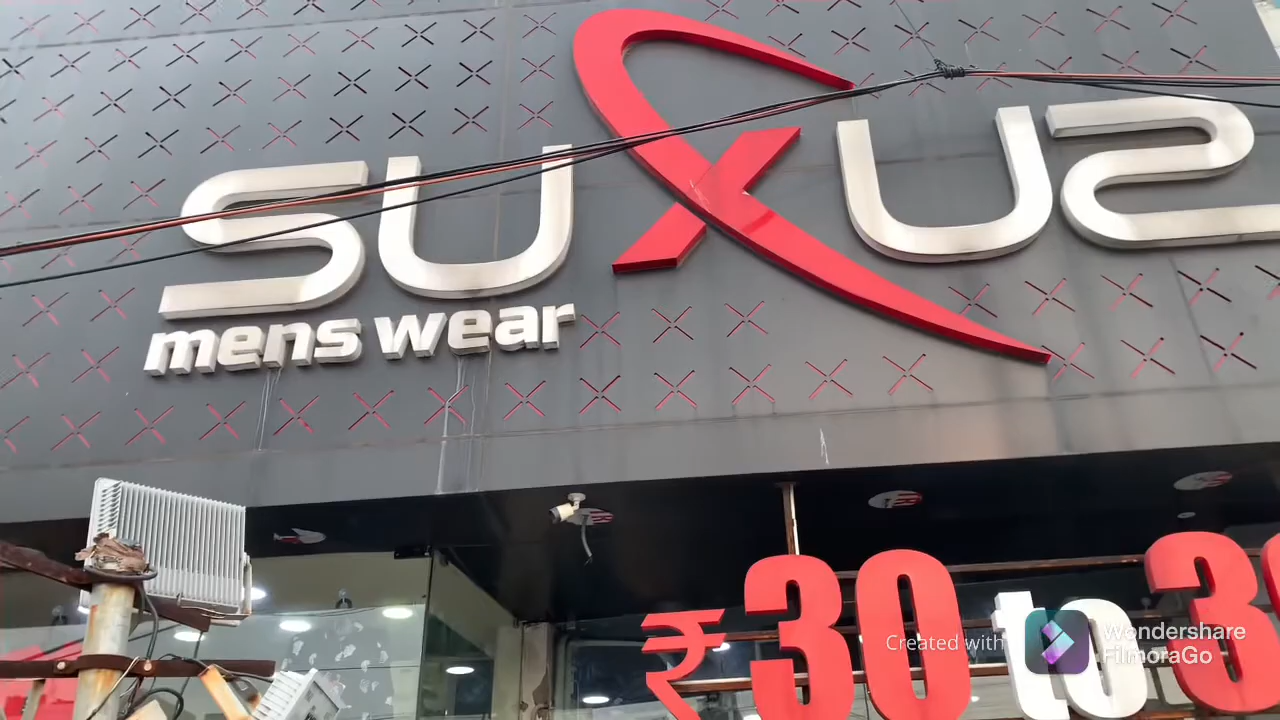 SUXUS
mens wear
₹30 to 3
Created with
Wondershare
FilmoraGo